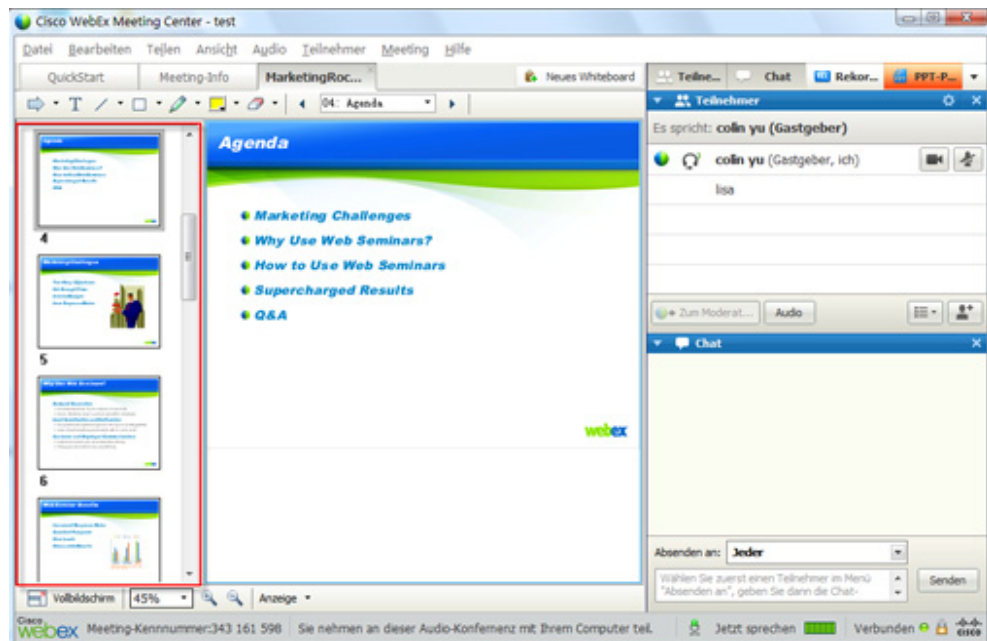 Cisco WebEx Meeting Center - test
Datei Bearbeiten Teilen Ansicht Audio Teilnehmer Meeting Hilfe
QuickStart Meeting-Info MarketingRoc... Neues Whiteboard
Teilne... Chat Rekor... PPT-P...
T 04: Agenda
Teilnehmer
Es spricht: colin yu (Gastgeber)
colin yu (Gastgeber, ich)
lisa
Zum Moderat... Audio
Agenda
4
5
6
Agenda
Marketing Challenges
Why Use Web Seminars?
How to Use Web Seminars
Supercharged Results
Q&A
webex
Chat
Absenden an: Jeder
Wählen Sie zuerst einen Teilnehmer im Menü
"Absenden an", geben Sie dann die Chat-
Senden
Vollbildschirm 45% Anzeige
Cisco
webex Meeting-Kennnummer:343 161 598 Sie nehmen an dieser Audio-Konfernenz mit Ihrem Computer teil. Jetzt sprechen Verbunden
CISCO